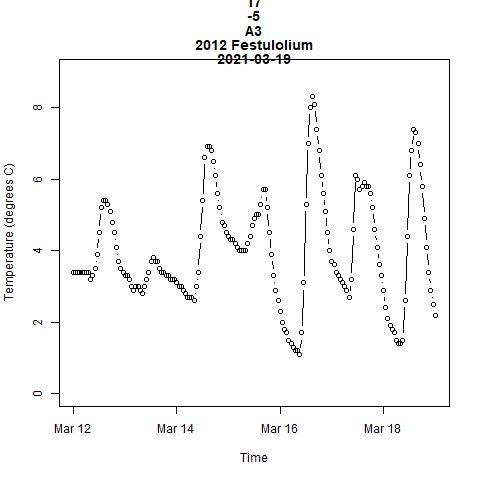 17
-5
A3
2012 Festulolium
2021-03-19
Temperature (degrees C)
8
6
4
2
0
Mar 12
Mar 14
Mar 16
Mar 18
Time